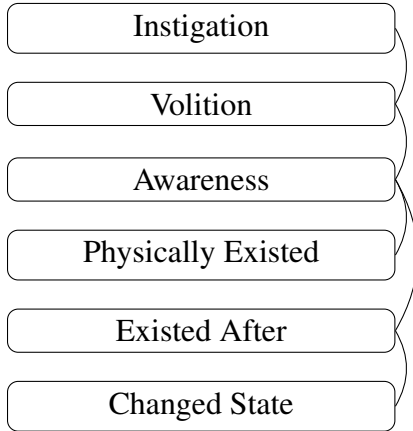 Instigation
Volition
Awareness
Physically Existed
Existed After
Changed State